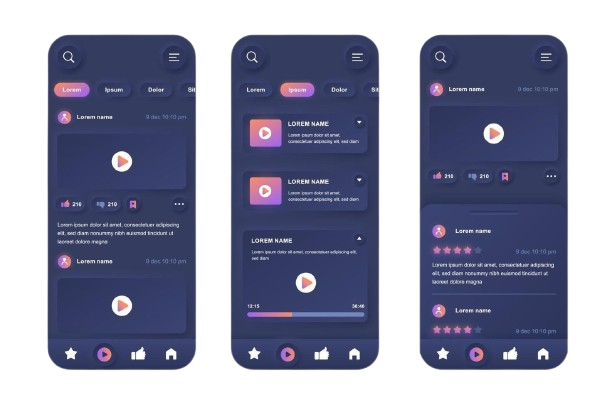 Lorem Ipsum Dolor Sit
Lorem name 9 dec 10:10 pm
216 210
Lorem ipsum dolor sit amet, consectetuer adipiscing
elit, sed diam nonummy nibh euismod tincidunt ut
laoreet magna
Lorem name 9 dec 10:10 pm
Lorem Ipsum Dolor Sit
LOREM NAME
Lorem ipsum dolor sit amet,
consectetuer adipiscing elit, sed diam
LOREM NAME
Lorem ipsum dolor sit amet,
consectetuer adipiscing elit, sed diam
LOREM NAME
Lorem ipsum dolor sit amet, consectetuer adipiscing elit,
sed diam
12:15 36:40
Lorem name 9 dec 10:10 pm
216 210
Lorem name
9 dec 10:10 pm
Lorem ipsum dolor sit amet, consectetuer adipiscing
elit, sed diam nonummy nibh euismod tincidunt ut
laoreet magna
Lorem name
9 dec 10:10 pm